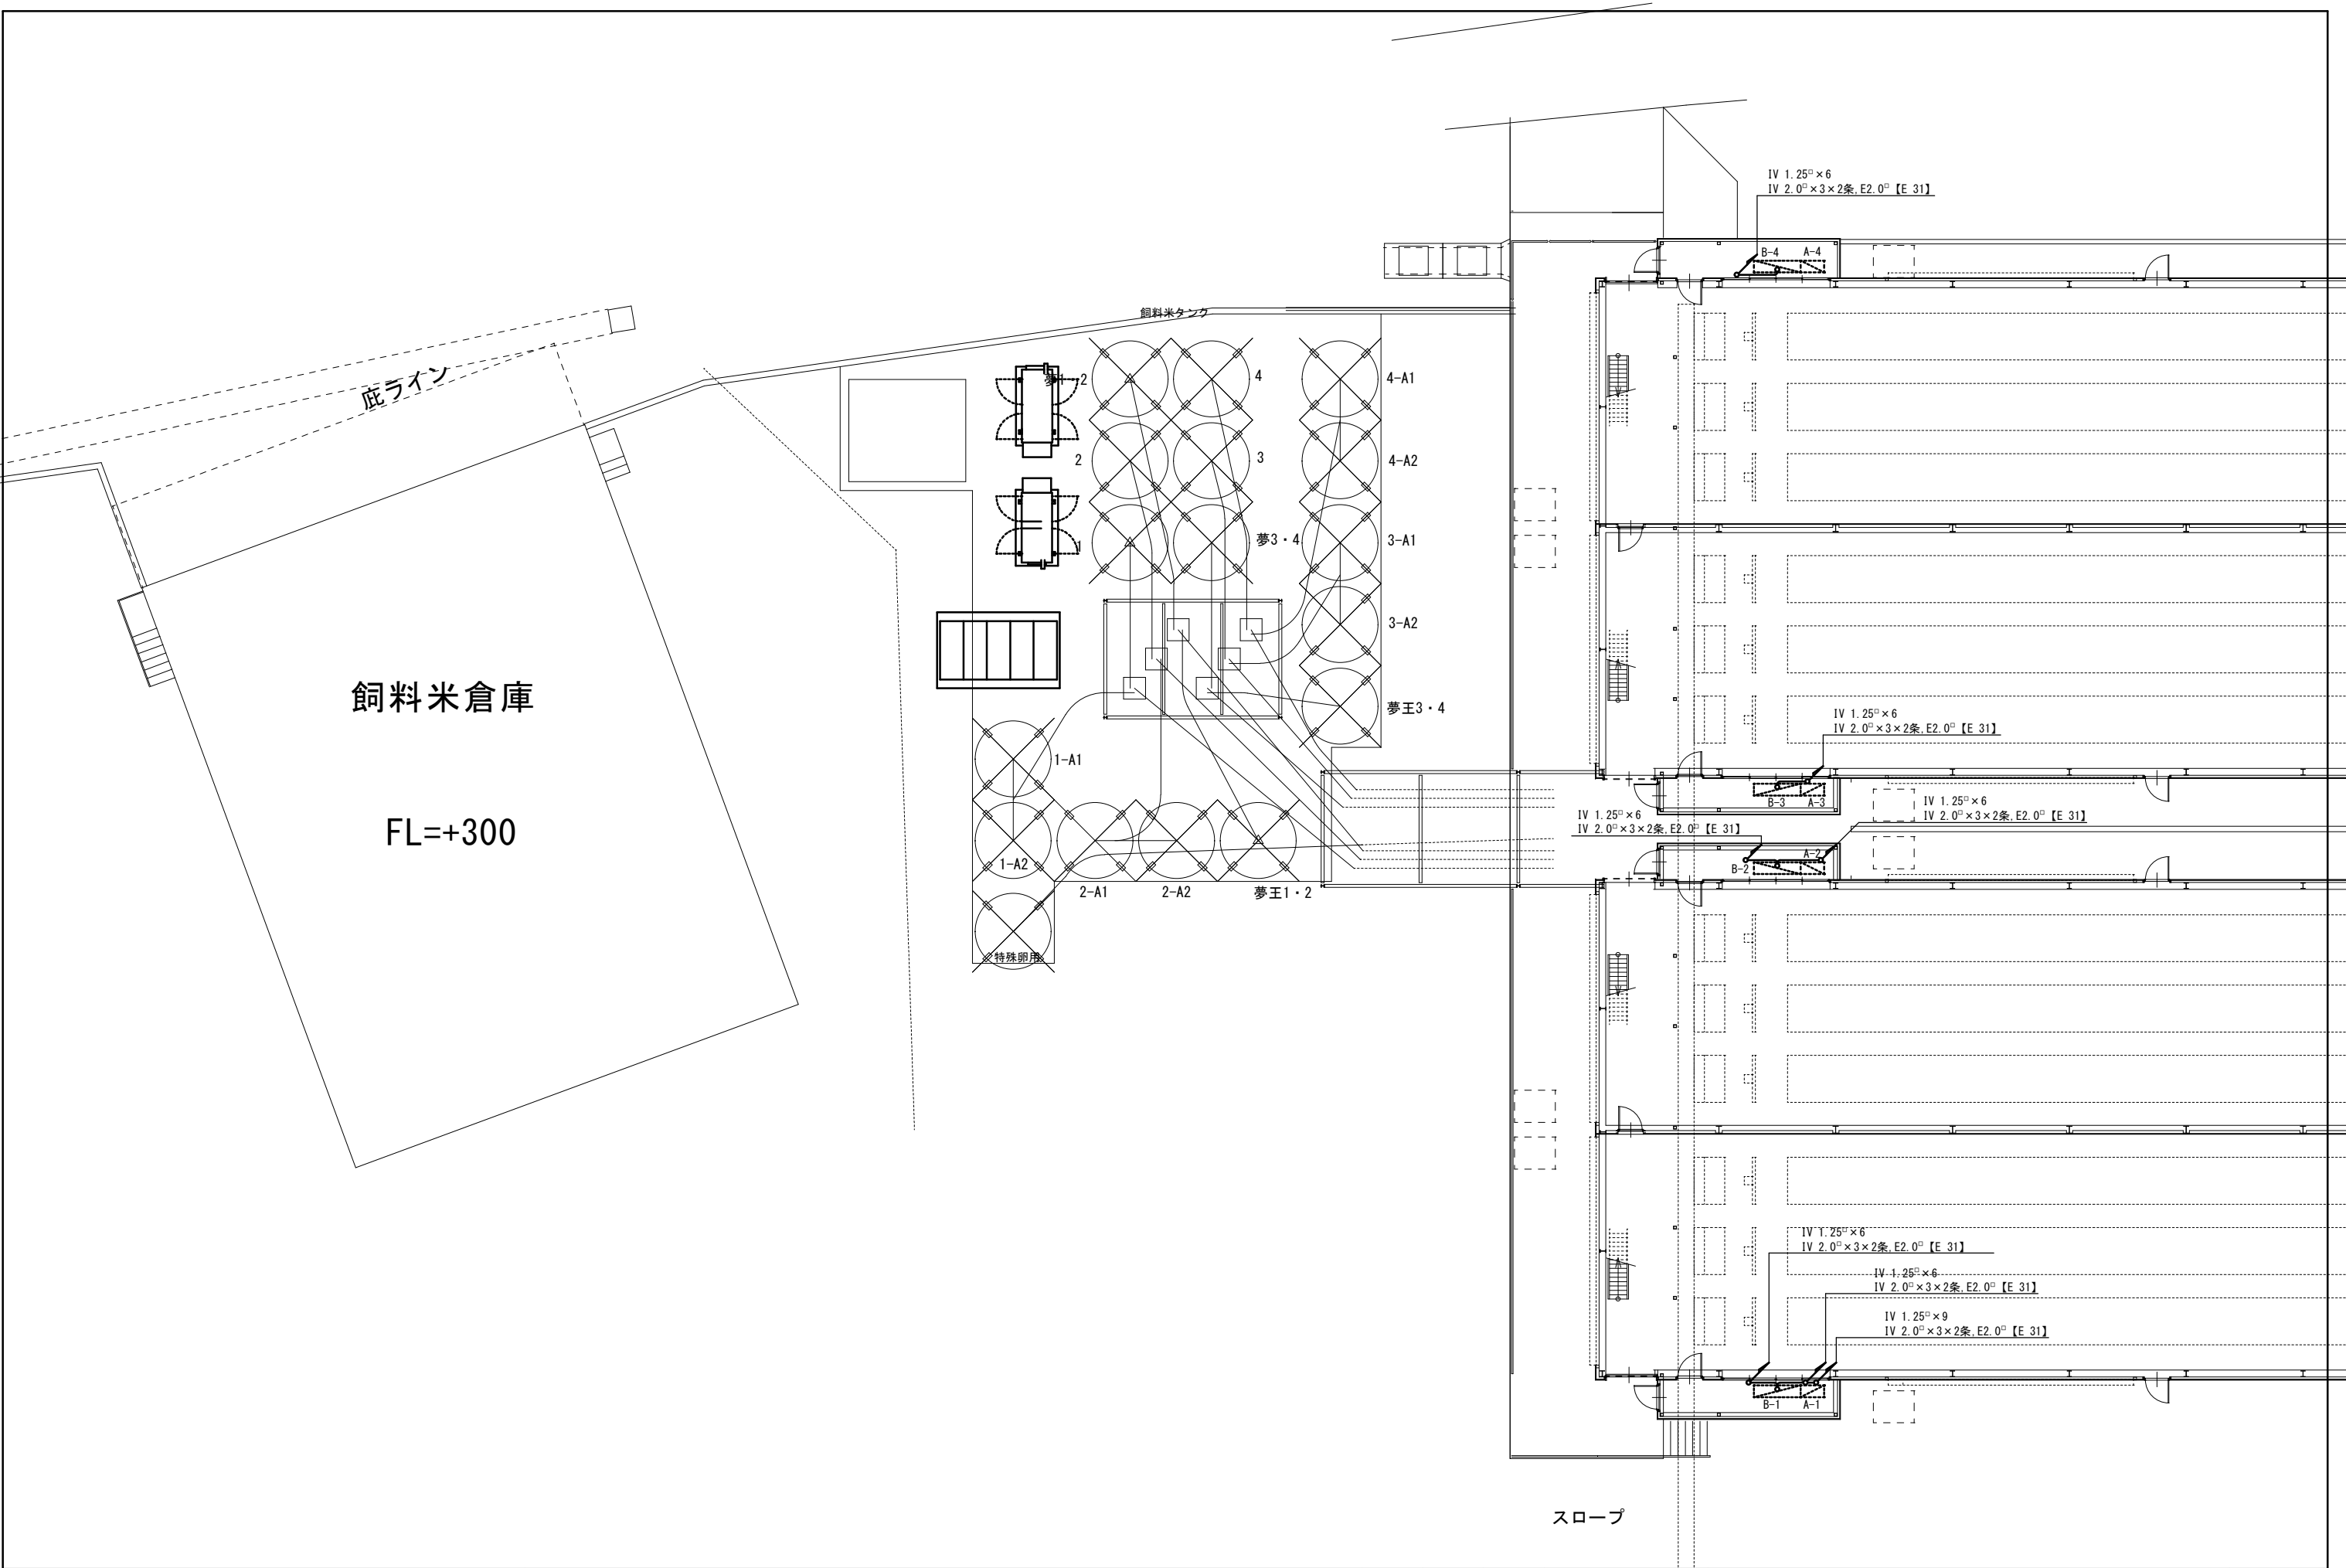 IV 1.25□×6
IV 2.0□×3×2条,E2.0□【E 31】
B-4
A-4
飼料米タンク
庇ライン
夢1・2
4
4-A1
2
3
4-A2
1
夢3・4
3-A1
3-A2
飼料米倉庫
夢王3・4
IV 1.25□×6
IV 2.0□×3×2条,E2.0□【E 31】
1-A1
B-3
A-3
IV 1.25□×6
IV 2.0□×3×2条,E2.0□【E 31】
IV 1.25□×6
IV 2.0□×3×2条,E2.0□【E 31】
FL=+300
A-2
B-2
1-A2
2-A1
2-A2
夢王1・2
特殊卵用
IV 1.25□×6
IV 2.0□×3×2条,E2.0□【E 31】
IV 1.25□×6
IV 2.0□×3×2条,E2.0□【E 31】
IV 1.25□×9
IV 2.0□×3×2条,E2.0□【E 31】
B-1
A-1
スロープ